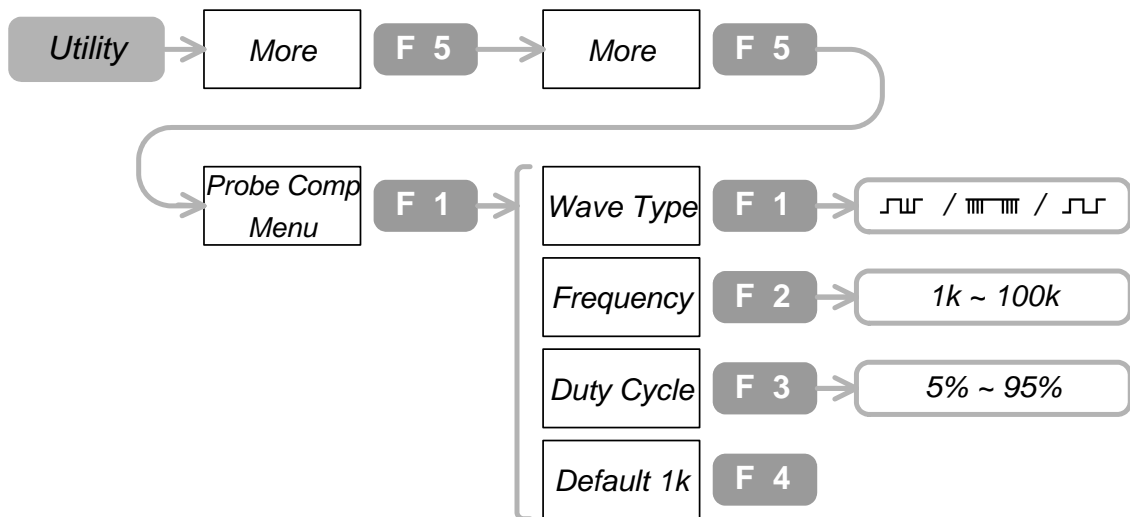 Utility More F 5 More F 5
Probe Comp
Menu
F 1
Wave Type F 1 / /
Frequency F 2 1k ~ 100k
Duty Cycle F 3 5% ~ 95%
Default 1k F 4